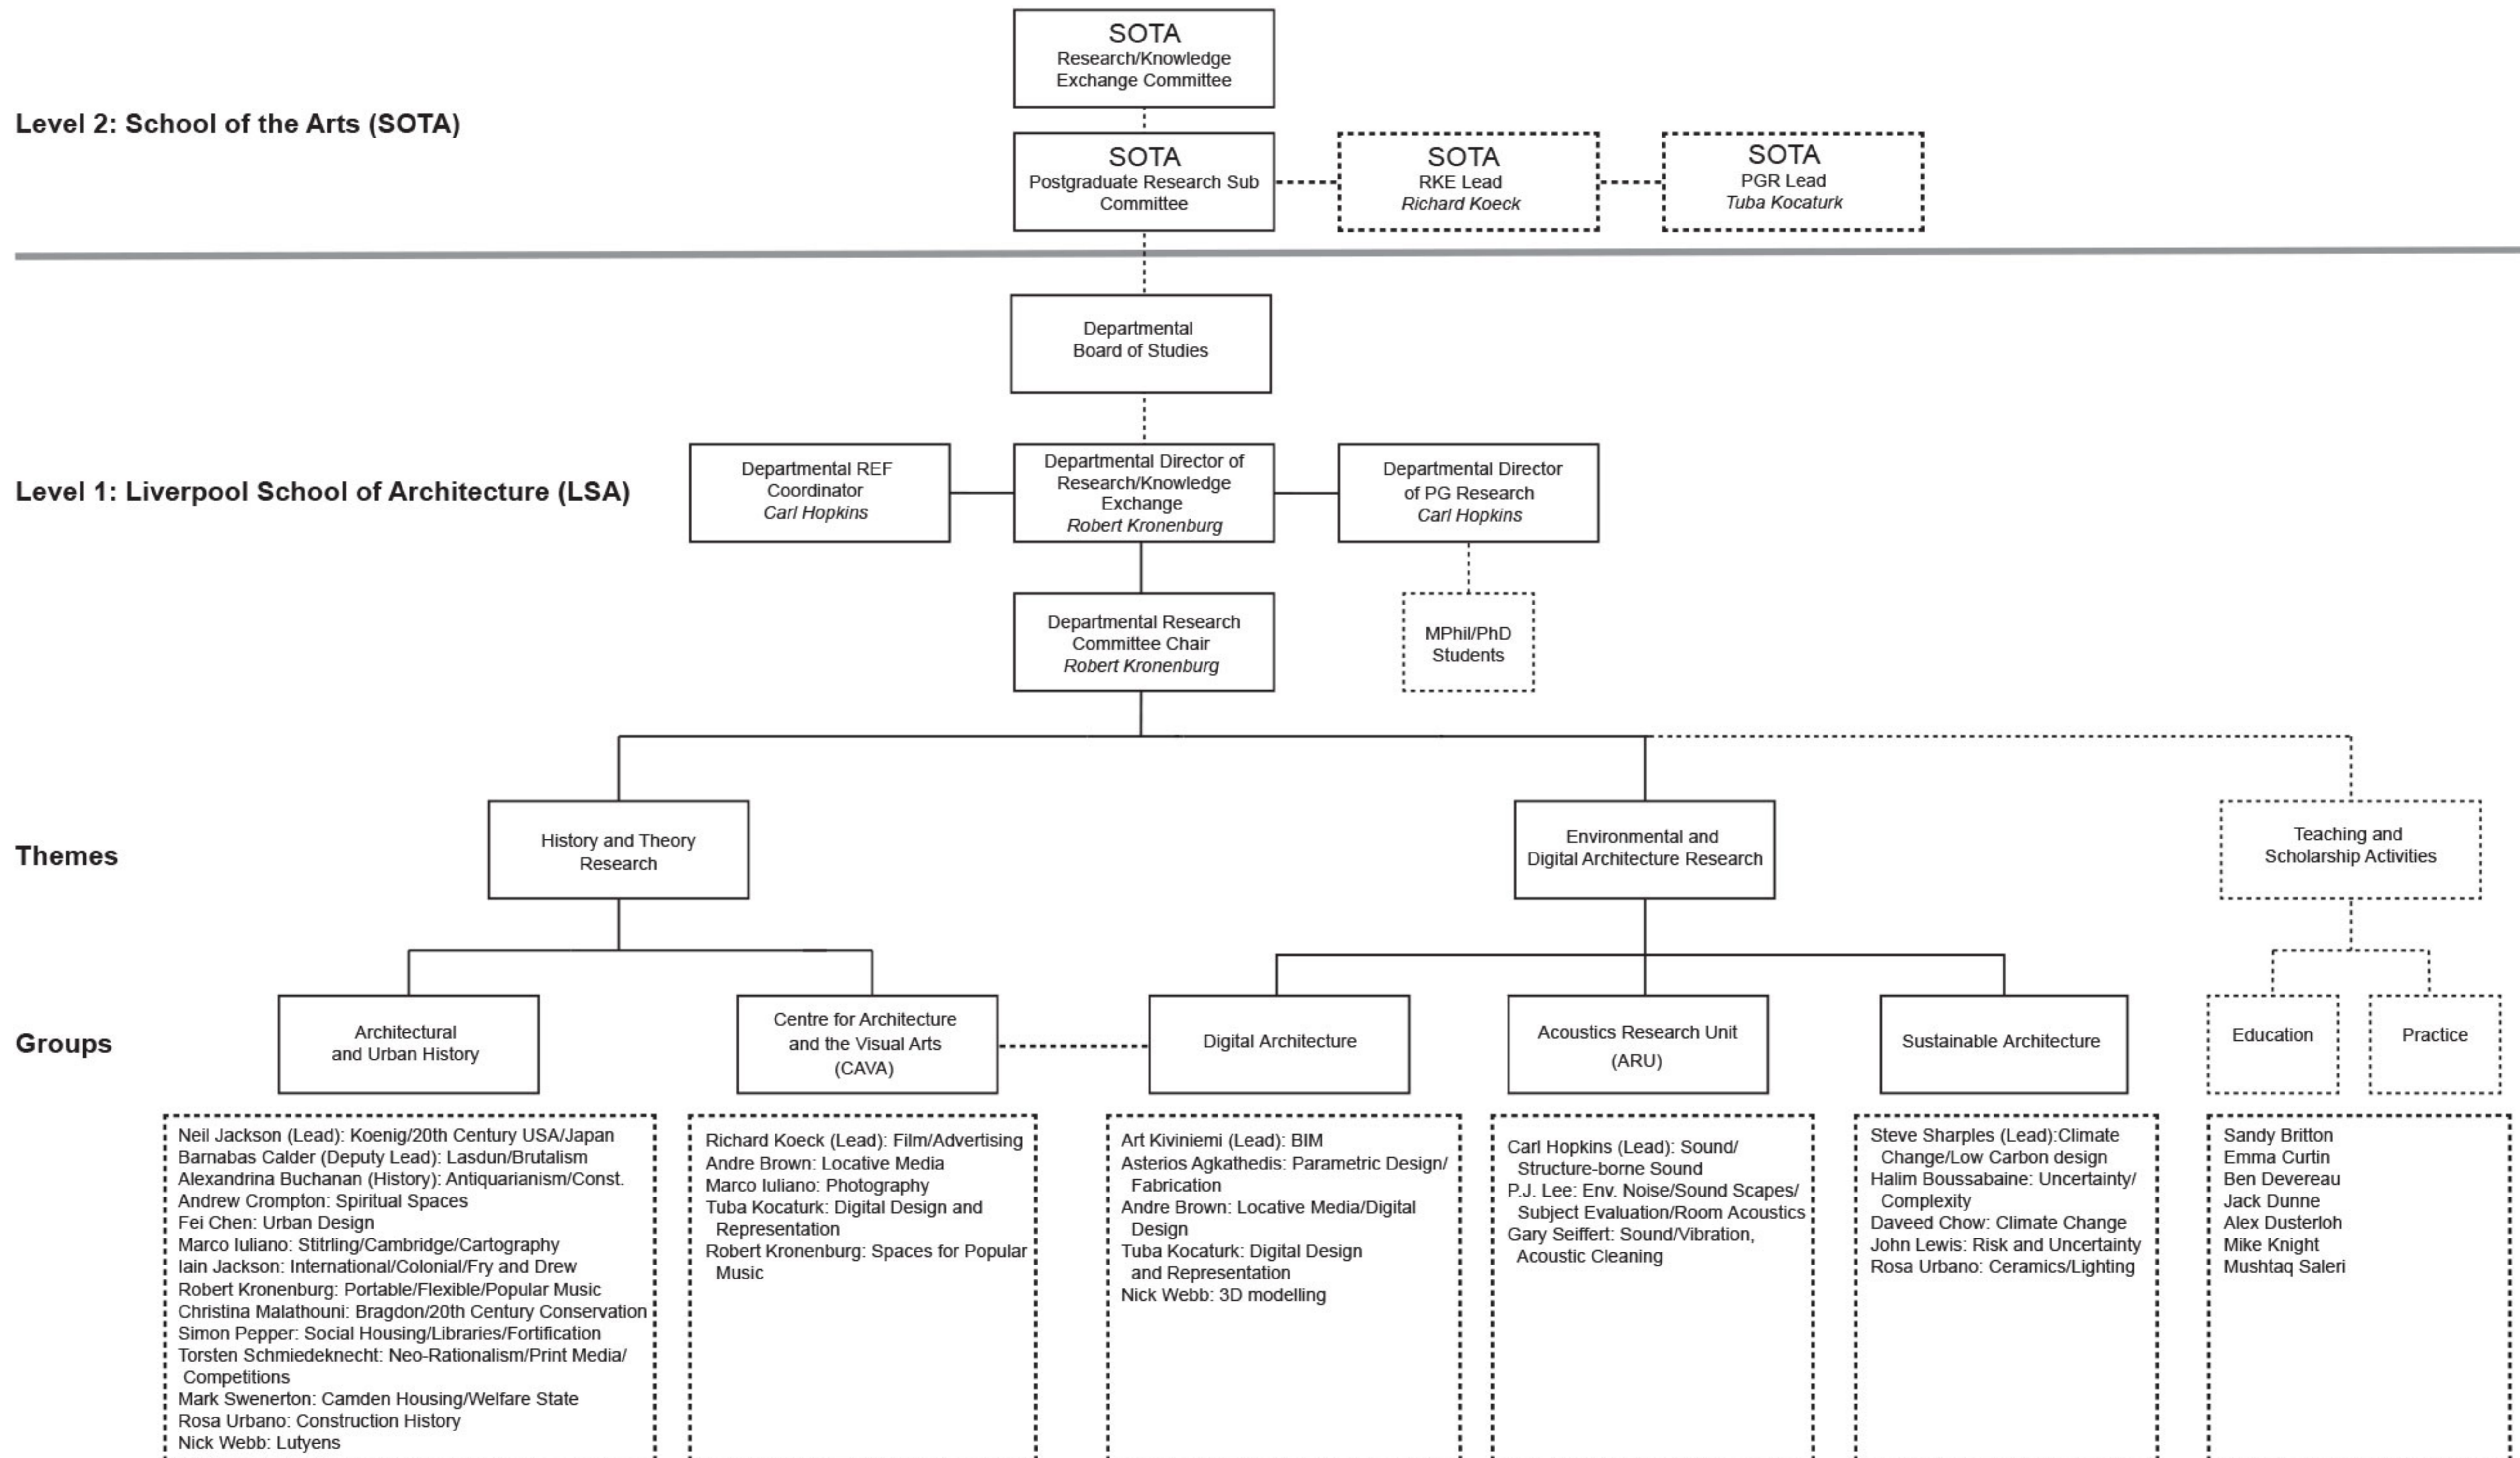 SOTA
Research/Knowledge
Exchange Committee
Level 2: School of the Arts (SOTA)
SOTA
Postgraduate Research Sub
Committee
SOTA
RKE Lead
Richard Koeck
SOTA
PGR Lead
Tuba Kocaturk
Departmental
Board of Studies
Level 1: Liverpool School of Architecture (LSA)
Departmental REF
Coordinator
Carl Hopkins
Departmental Director of
Research/Knowledge
Exchange
Robert Kronenburg
Departmental Director
of PG Research
Carl Hopkins
Departmental Research
Committee Chair
Robert Kronenburg
MPhil/PhD
Students
Themes
History and Theory
Research
Environmental and
Digital Architecture Research
Teaching and
Scholarship Activities
Groups
Architectural
and Urban History
Centre for Architecture
and the Visual Arts
(CAVA)
Digital Architecture
Acoustics Research Unit
(ARU)
Sustainable Architecture
Education
Practice
Neil Jackson (Lead): Koenig/20th Century USA/Japan
Barnabas Calder (Deputy Lead): Lasdun/Brutalism
Alexandrina Buchanan (History): Antiquarianism/Const.
Andrew Crompton: Spiritual Spaces
Fei Chen: Urban Design
Marco Iuliano: Stitrling/Cambridge/Cartography
Iain Jackson: International/Colonial/Fry and Drew
Robert Kronenburg: Portable/Flexible/Popular Music
Christina Malathouni: Bragdon/20th Century Conservation
Simon Pepper: Social Housing/Libraries/Fortification
Torsten Schmiedeknecht: Neo-Rationalism/Print Media/
Competitions
Mark Swenerton: Camden Housing/Welfare State
Rosa Urbano: Construction History
Nick Webb: Lutyens
Richard Koeck (Lead): Film/Advertising
Andre Brown: Locative Media
Marco Iuliano: Photography
Tuba Kocaturk: Digital Design and
Representation
Robert Kronenburg: Spaces for Popular
Music
Art Kiviniemi (Lead): BIM
Asterios Agkathedis: Parametric Design/
Fabrication
Andre Brown: Locative Media/Digital
Design
Tuba Kocaturk: Digital Design
and Representation
Nick Webb: 3D modelling
Carl Hopkins (Lead): Sound/
Structure-borne Sound
P.J. Lee: Env. Noise/Sound Scapes/
Subject Evaluation/Room Acoustics
Gary Seiffert: Sound/Vibration,
Acoustic Cleaning
Steve Sharples (Lead):Climate
Change/Low Carbon design
Halim Boussabaine: Uncertainty/
Complexity
Daveed Chow: Climate Change
John Lewis: Risk and Uncertainty
Rosa Urbano: Ceramics/Lighting
Sandy Britton
Emma Curtin
Ben Devereau
Jack Dunne
Alex Dusterloh
Mike Knight
Mushtaq Saleri